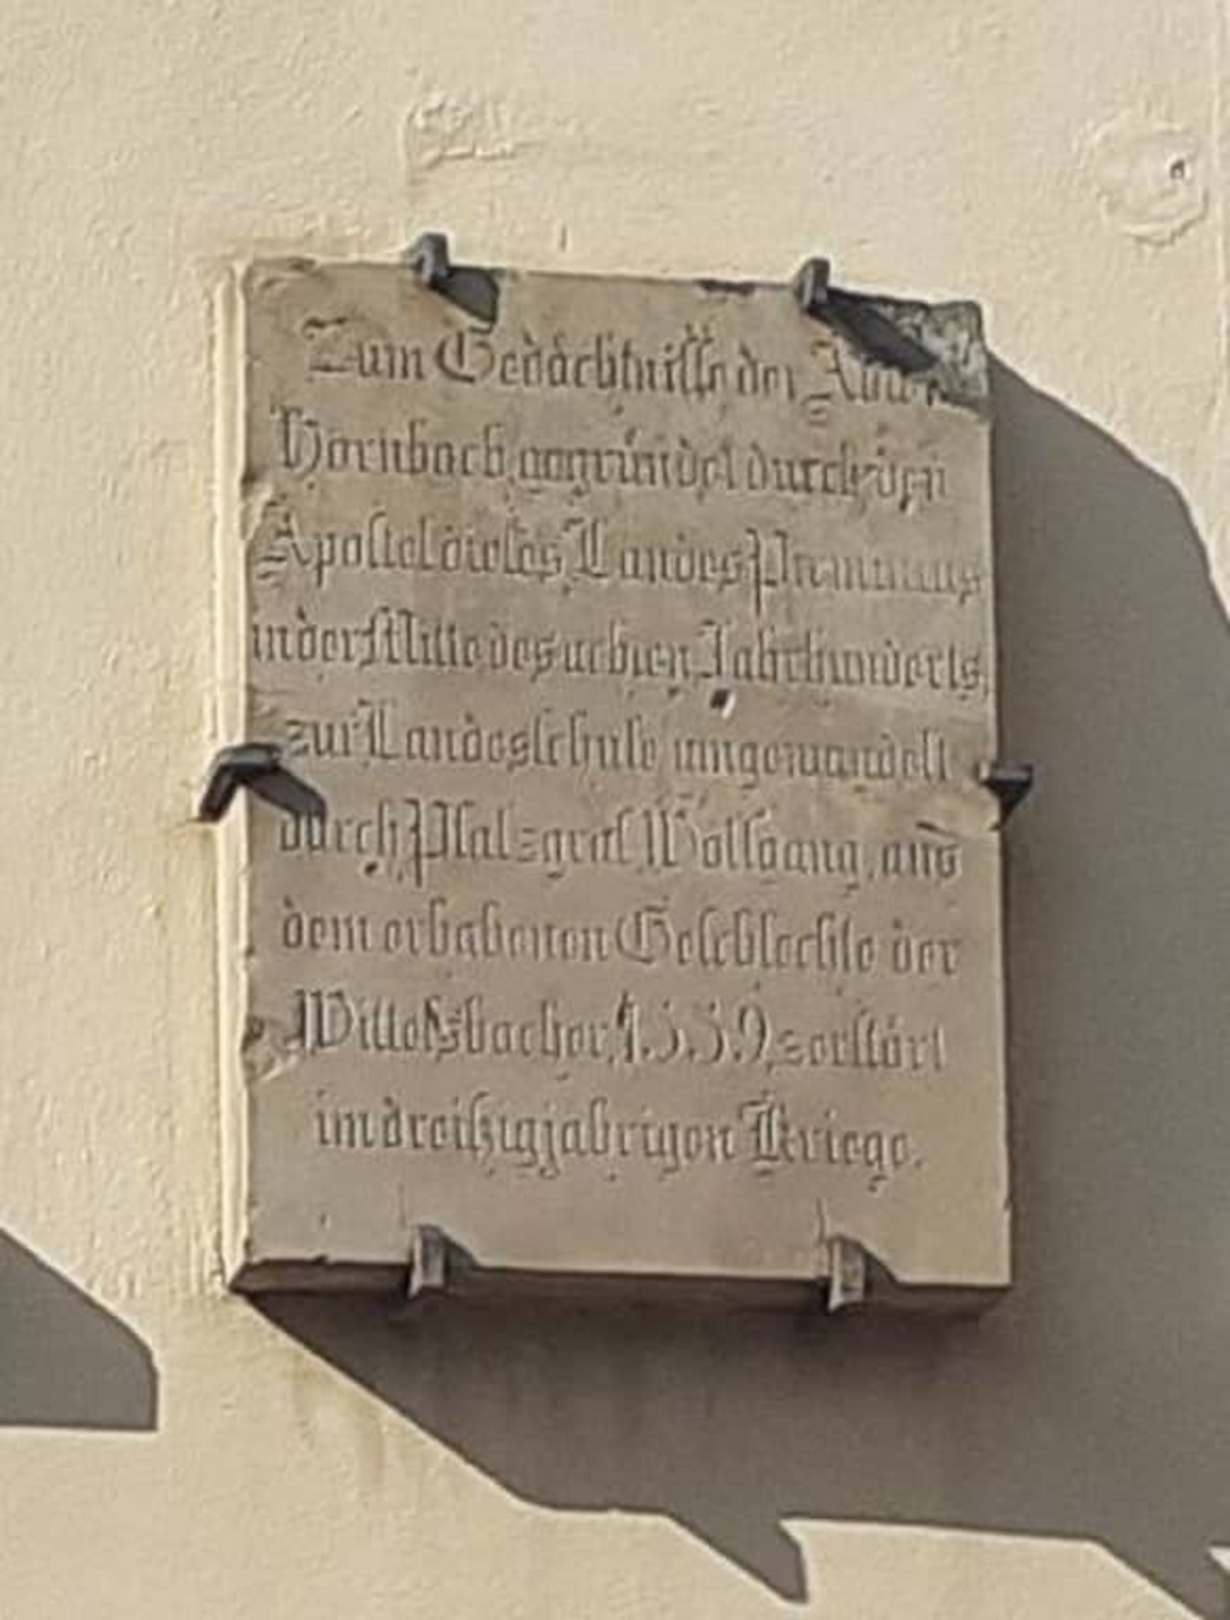 Zum Gedächtnisse der Abtei
Hornbach, gegründet durch den
Apostel dieses Landes Pirminius
in der Mitte des achten Jahrhunderts,
zur Landesschule umgewandelt
durch Pfalzgraf Wolfgang, aus
dem erhabenen Geschlechte der
Wittelsbacher, 1559, zerstört
im dreißigjährigen Kriege.